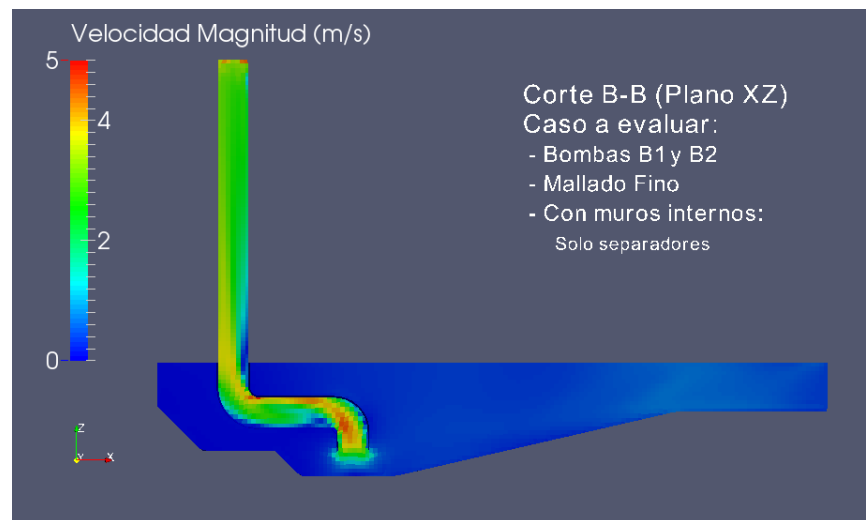 Velocidad Magnitud (m/s)
5
4
2
0
Corte B-B (Plano XZ)
Caso a evaluar:
- Bombas B1 y B2
- Mallado Fino
- Con muros internos:
Solo separadores
Z
Y
X